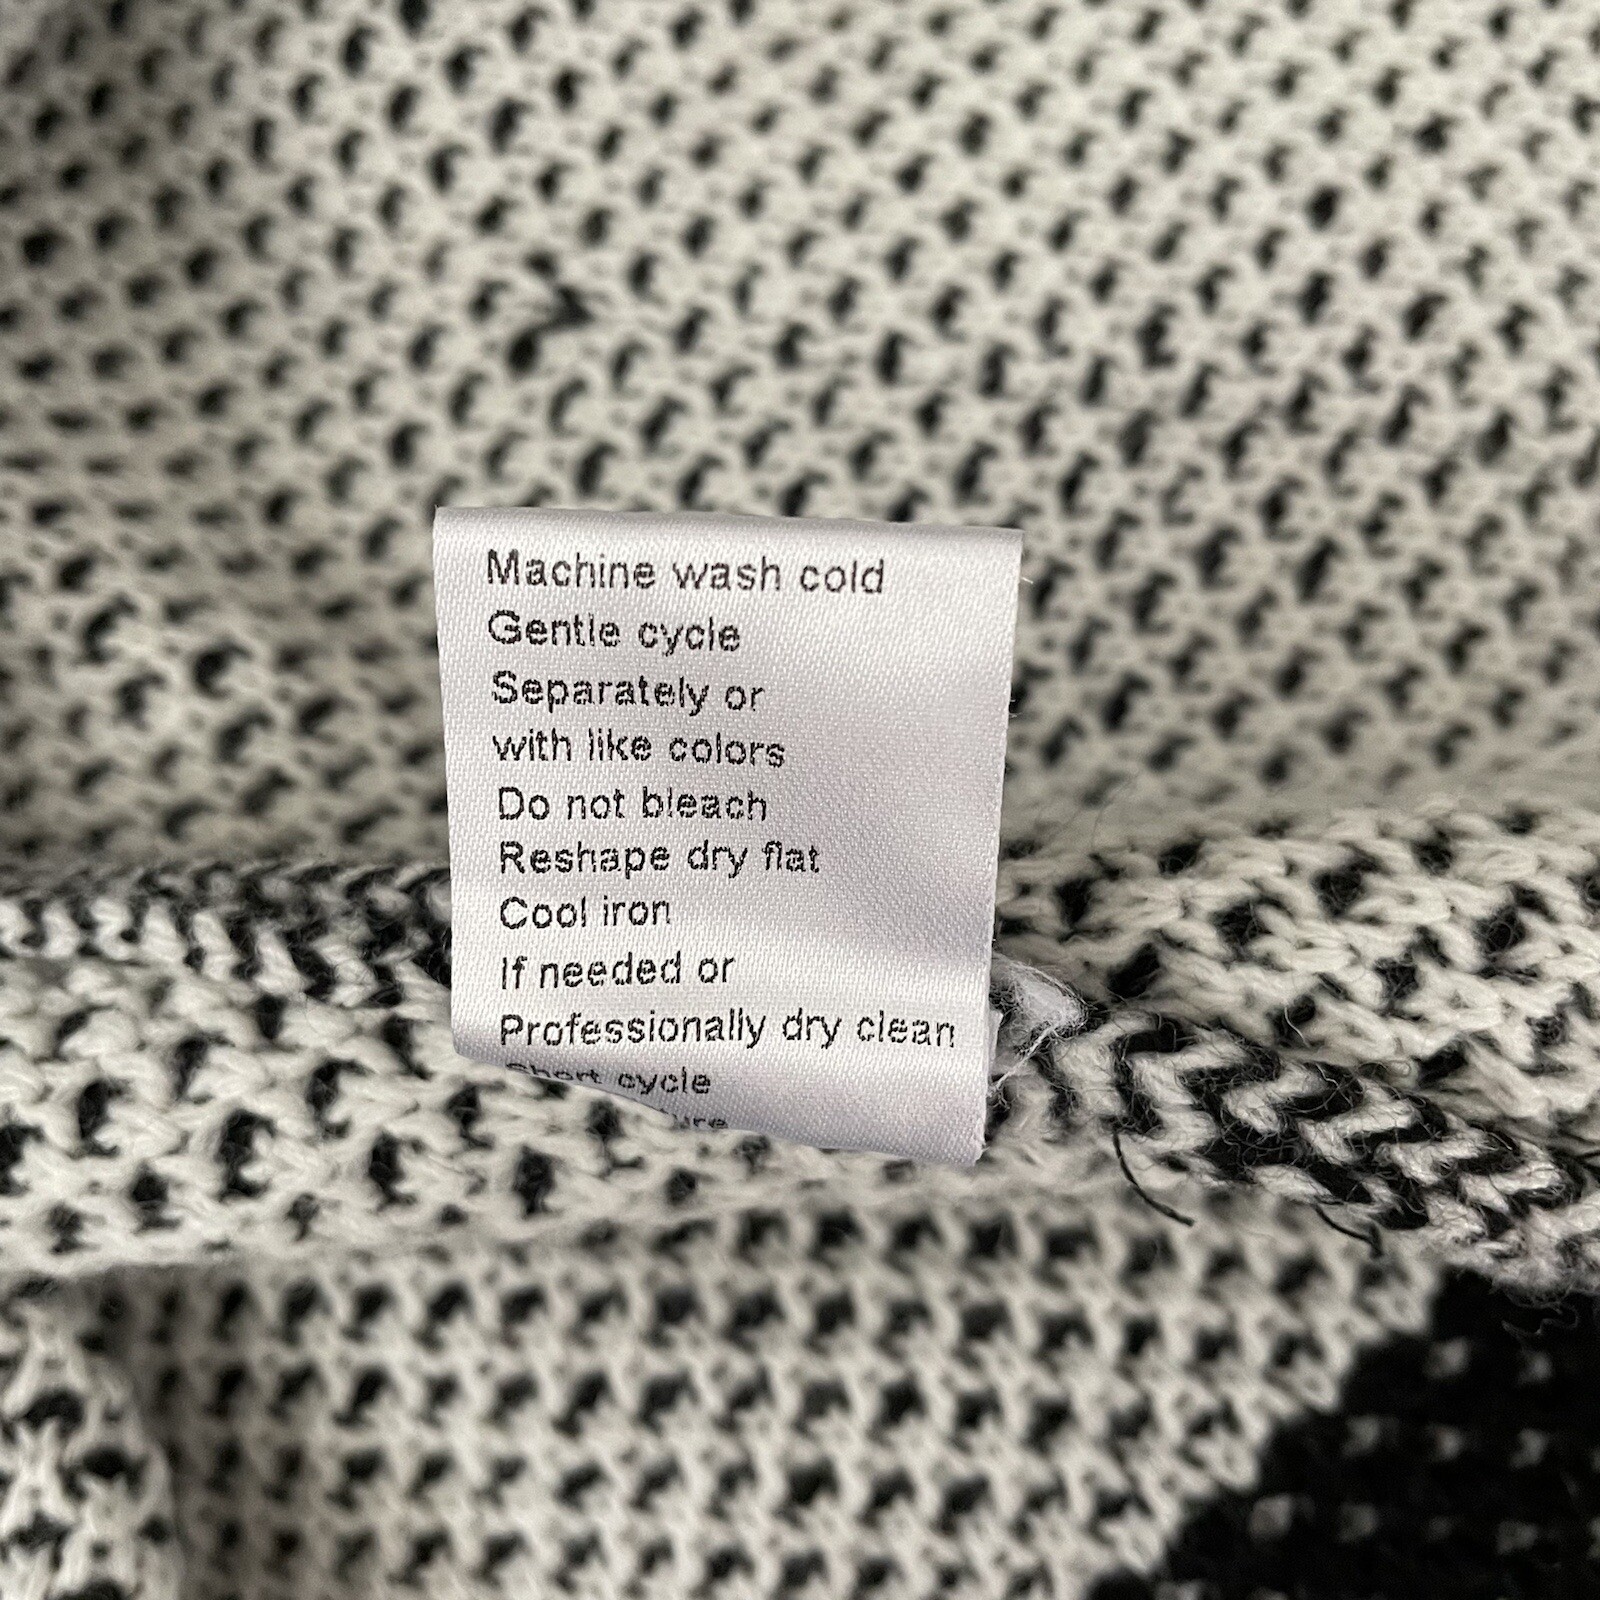 Machine wash cold
Gentle cycle
Separately or
with like colors
Do not bleach
Reshape dry flat
Cool iron
If needed or
Professionally dry clean
Short cycle